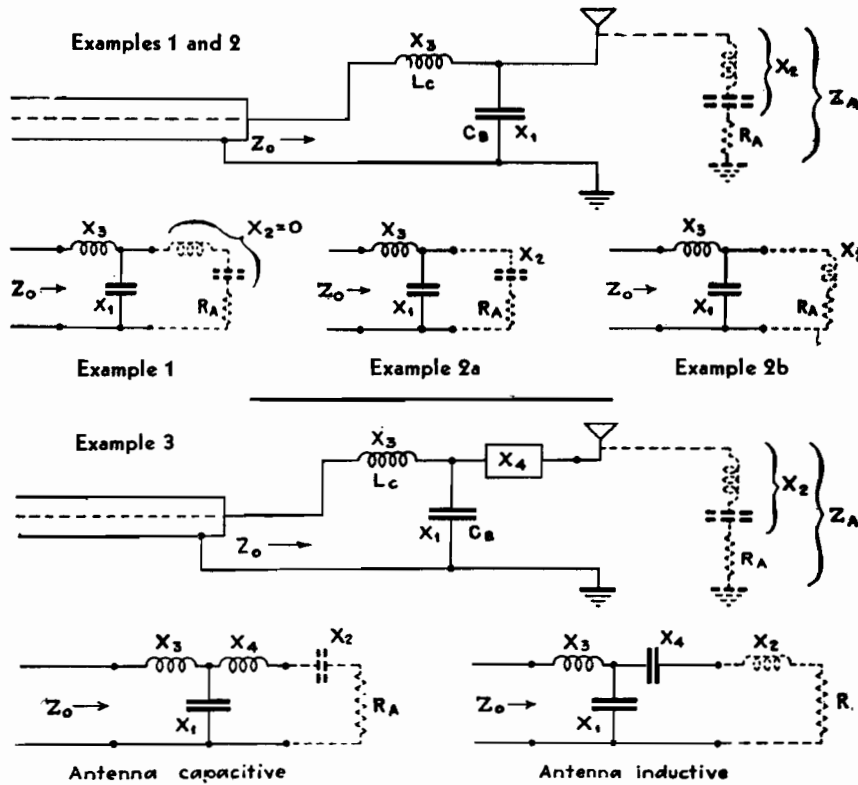 Examples 1 and 2
X3
Lc
CB X1
Z0 →
X2
ZA
RA
X3
X2=0
Z0 →
X1
RA
Example 1
X3
X2
Z0 →
X1
RA
Example 2a
X3
Z0 →
X1
RA
Example 2b
Example 3
X3
Lc
X4
X1 CB
Z0 →
X2
ZA
RA
X3 X4 X2
Z0 →
X1
RA
Antenna capacitive
X3 X4 X2
Z0 →
X1
R.
Antenna inductive